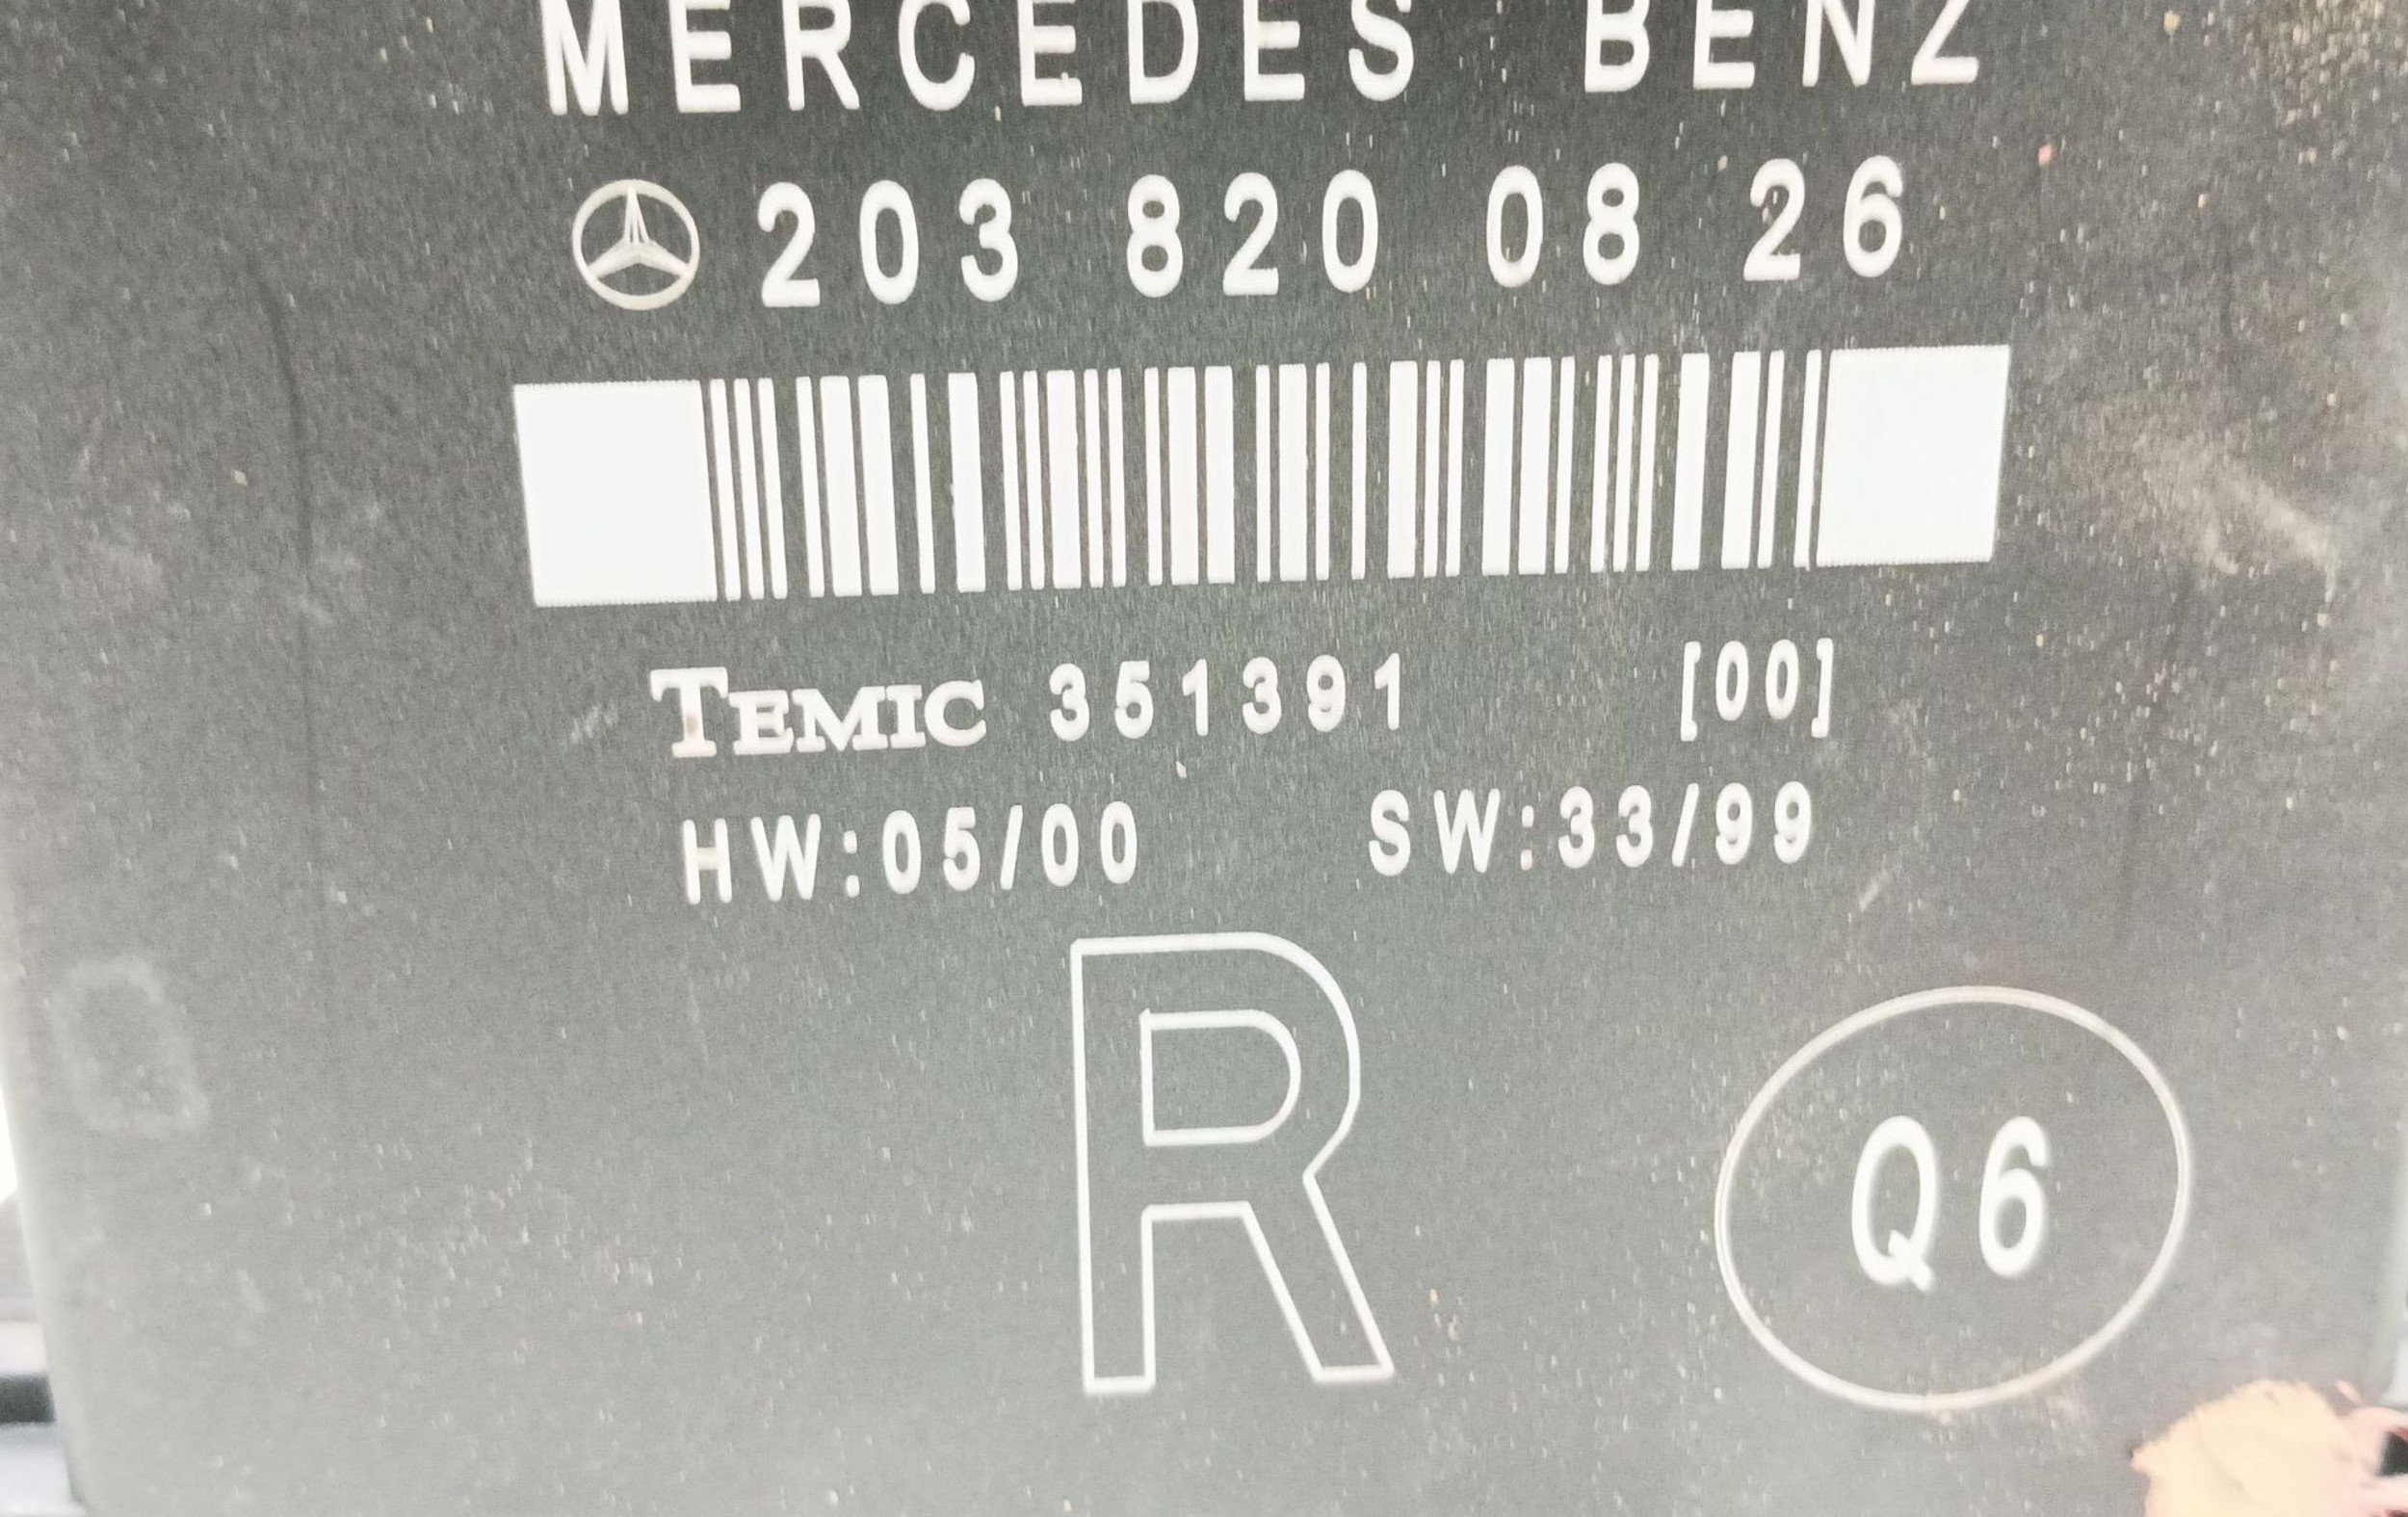 MERCEDES BENZ
203 820 08 26
TEMIC 351391 [00]
HW:05/00 SW:33/99
R
Q6